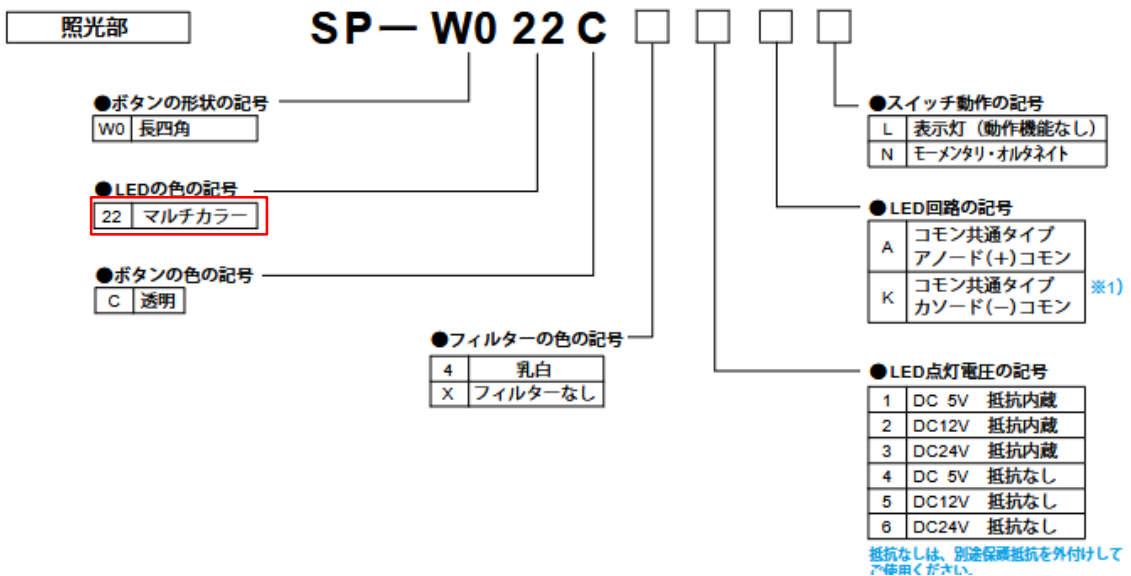 照光部
SP－W0 22 C □ □ □ □
●ボタンの形状の記号
W0 長四角
●LEDの色の記号
22 マルチカラー
●ボタンの色の記号
C 透明
●フィルターの色の記号
4 乳白
X フィルターなし
●スイッチ動作の記号
L 表示灯（動作機能なし）
N モーメンタリ・オルタネイト
●LED回路の記号
A コモン共通タイプ
アノード(+)コモン
K コモン共通タイプ
カソード(－)コモン
※1)
●LED点灯電圧の記号
1 DC 5V 抵抗内蔵
2 DC12V 抵抗内蔵
3 DC24V 抵抗内蔵
4 DC 5V 抵抗なし
5 DC12V 抵抗なし
6 DC24V 抵抗なし
抵抗なしは、別途保護抵抗を外付けして
ご使用ください。